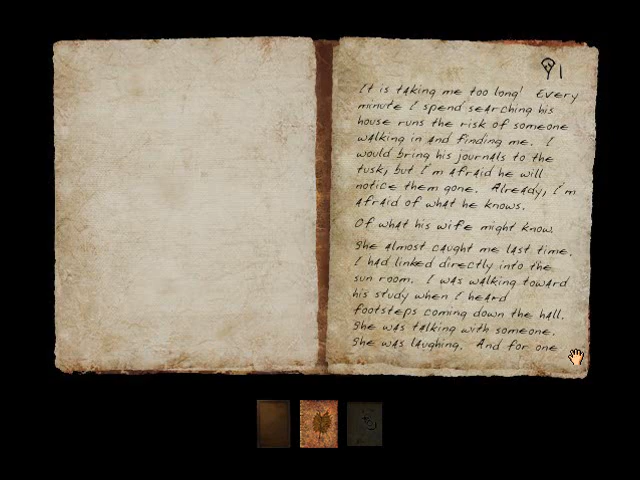 It is taking me too long! Every
minute I spend searching his
house runs the risk of someone
walking in and finding me. I
would bring his journals to the
tusk, but I'm afraid he will
notice them gone. Already, I'm
afraid of what he knows.
Of what his wife might know.
She almost caught me last time.
I had linked directly into the
sun room. I was walking toward
his study when I heard
footsteps coming down the hall.
She was talking with someone.
She was laughing. And for one